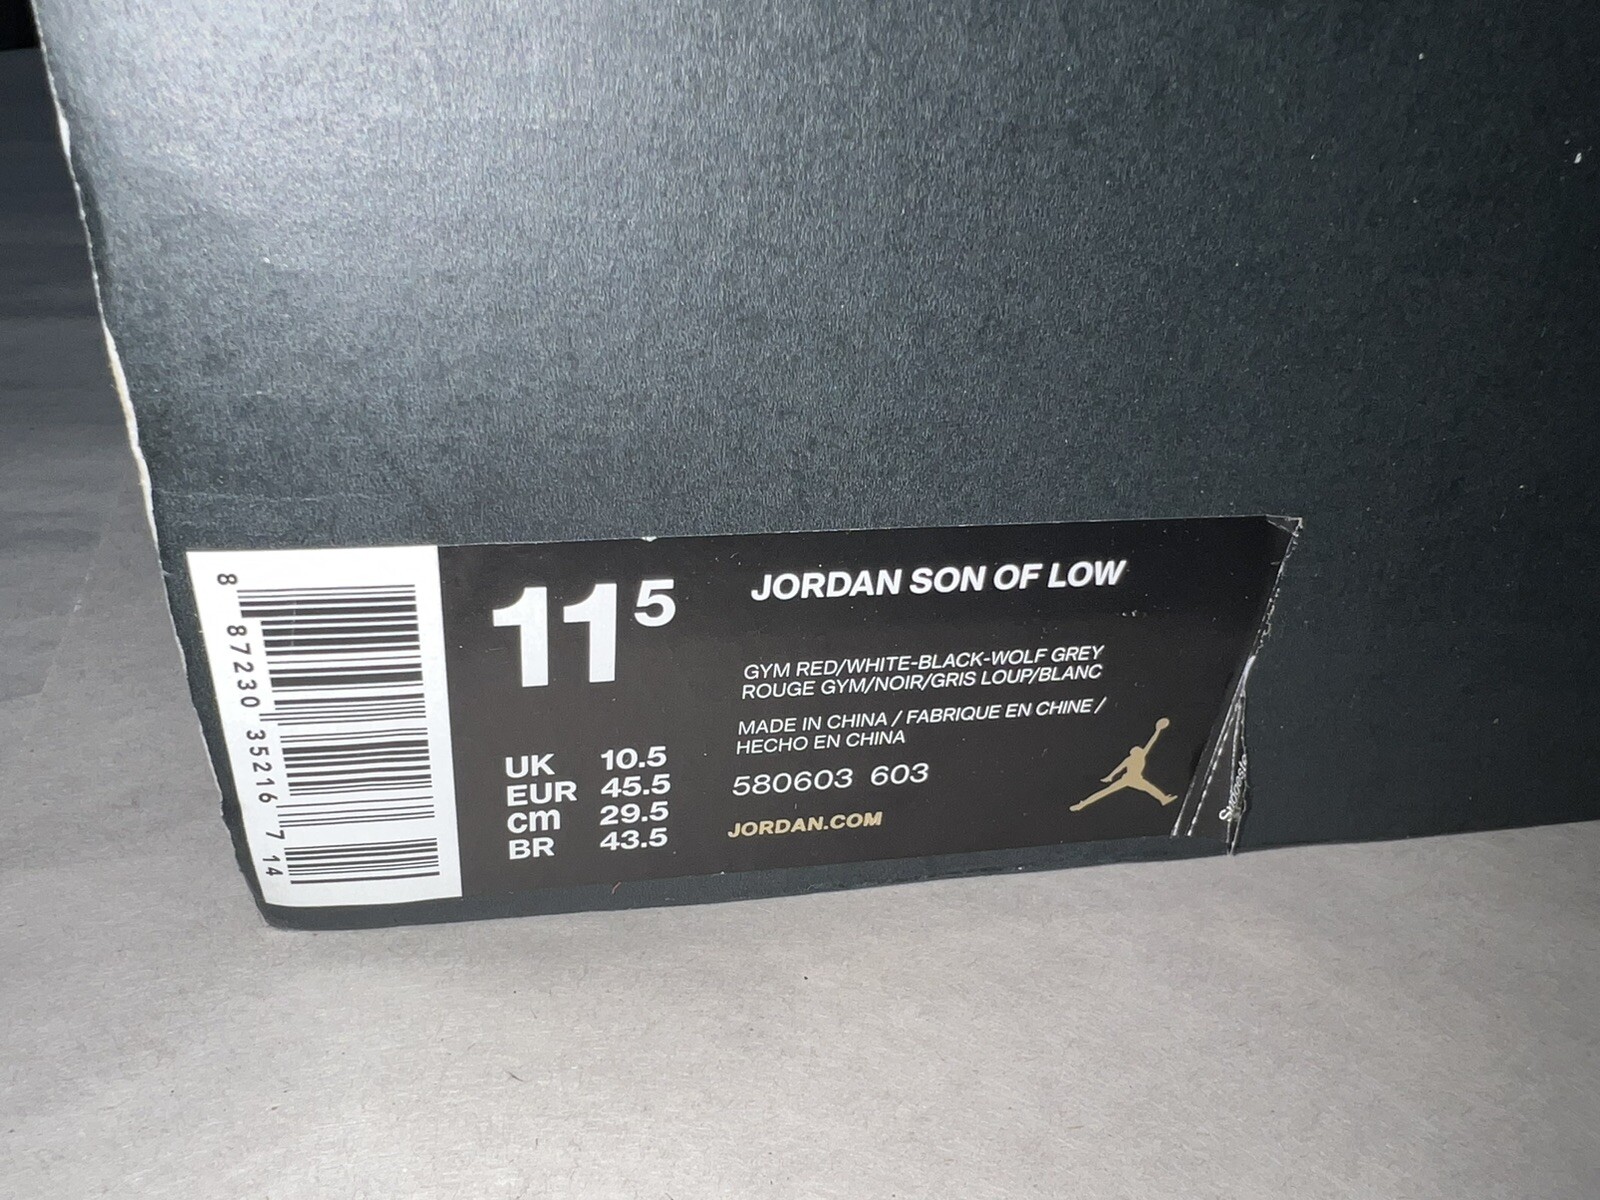 8 87230 35216 7 14
11 5
JORDAN SON OF LOW
GYM RED/WHITE-BLACK-WOLF GREY
ROUGE GYM/NOIR/GRIS LOUP/BLANC
MADE IN CHINA / FABRIQUE EN CHINE /
HECHO EN CHINA
580603 603
JORDAN.COM
UK 10.5
EUR 45.5
cm 29.5
BR 43.5